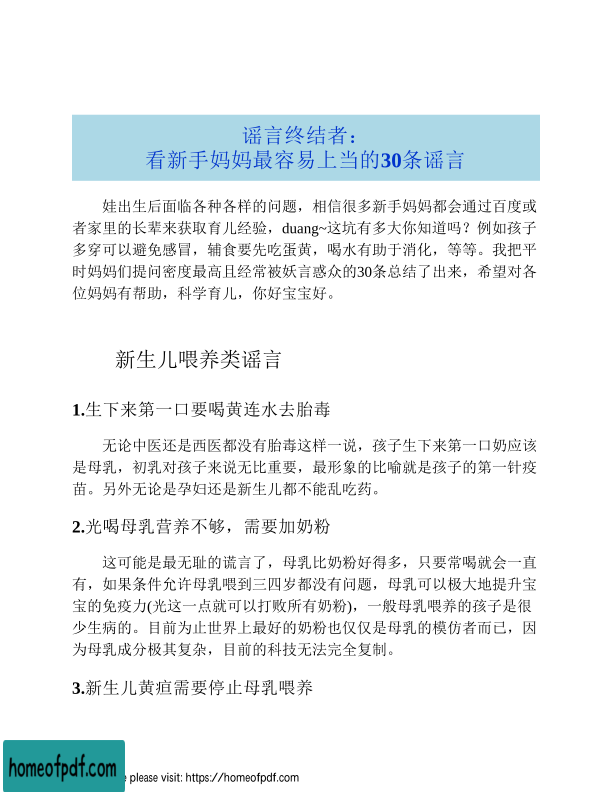 谣言终结者：
看新手妈妈最容易上当的30条谣言
娃出生后面临各种各样的问题，相信很多新手妈妈都会通过百度或
者家里的长辈来获取育儿经验，duang~这坑有多大你知道吗？例如孩子
多穿可以避免感冒，辅食要先吃蛋黄，喝水有助于消化，等等。我把平
时妈妈们提问密度最高且经常被妖言惑众的30条总结了出来，希望对各
位妈妈有帮助，科学育儿，你好宝宝好。
新生儿喂养类谣言
1.生下来第一口要喝黄连水去胎毒
无论中医还是西医都没有胎毒这样一说，孩子生下来第一口奶应该
是母乳，初乳对孩子来说无比重要，最形象的比喻就是孩子的第一针疫
苗。另外无论是孕妇还是新生儿都不能乱吃药。
2.光喝母乳营养不够，需要加奶粉
这可能是最无耻的谎言了，母乳比奶粉好得多，只要常喝就会一直
有，如果条件允许母乳喂到三四岁都没有问题，母乳可以极大地提升宝
宝的免疫力(光这一点就可以打败所有奶粉)，一般母乳喂养的孩子是很
少生病的。目前为止世界上最好的奶粉也仅仅是母乳的模仿者而已，因
为母乳成分极其复杂，目前的科技无法完全复制。
3.新生儿黄疸需要停止母乳喂养
homeofpdf.com
e please visit: https://homeofpdf.com